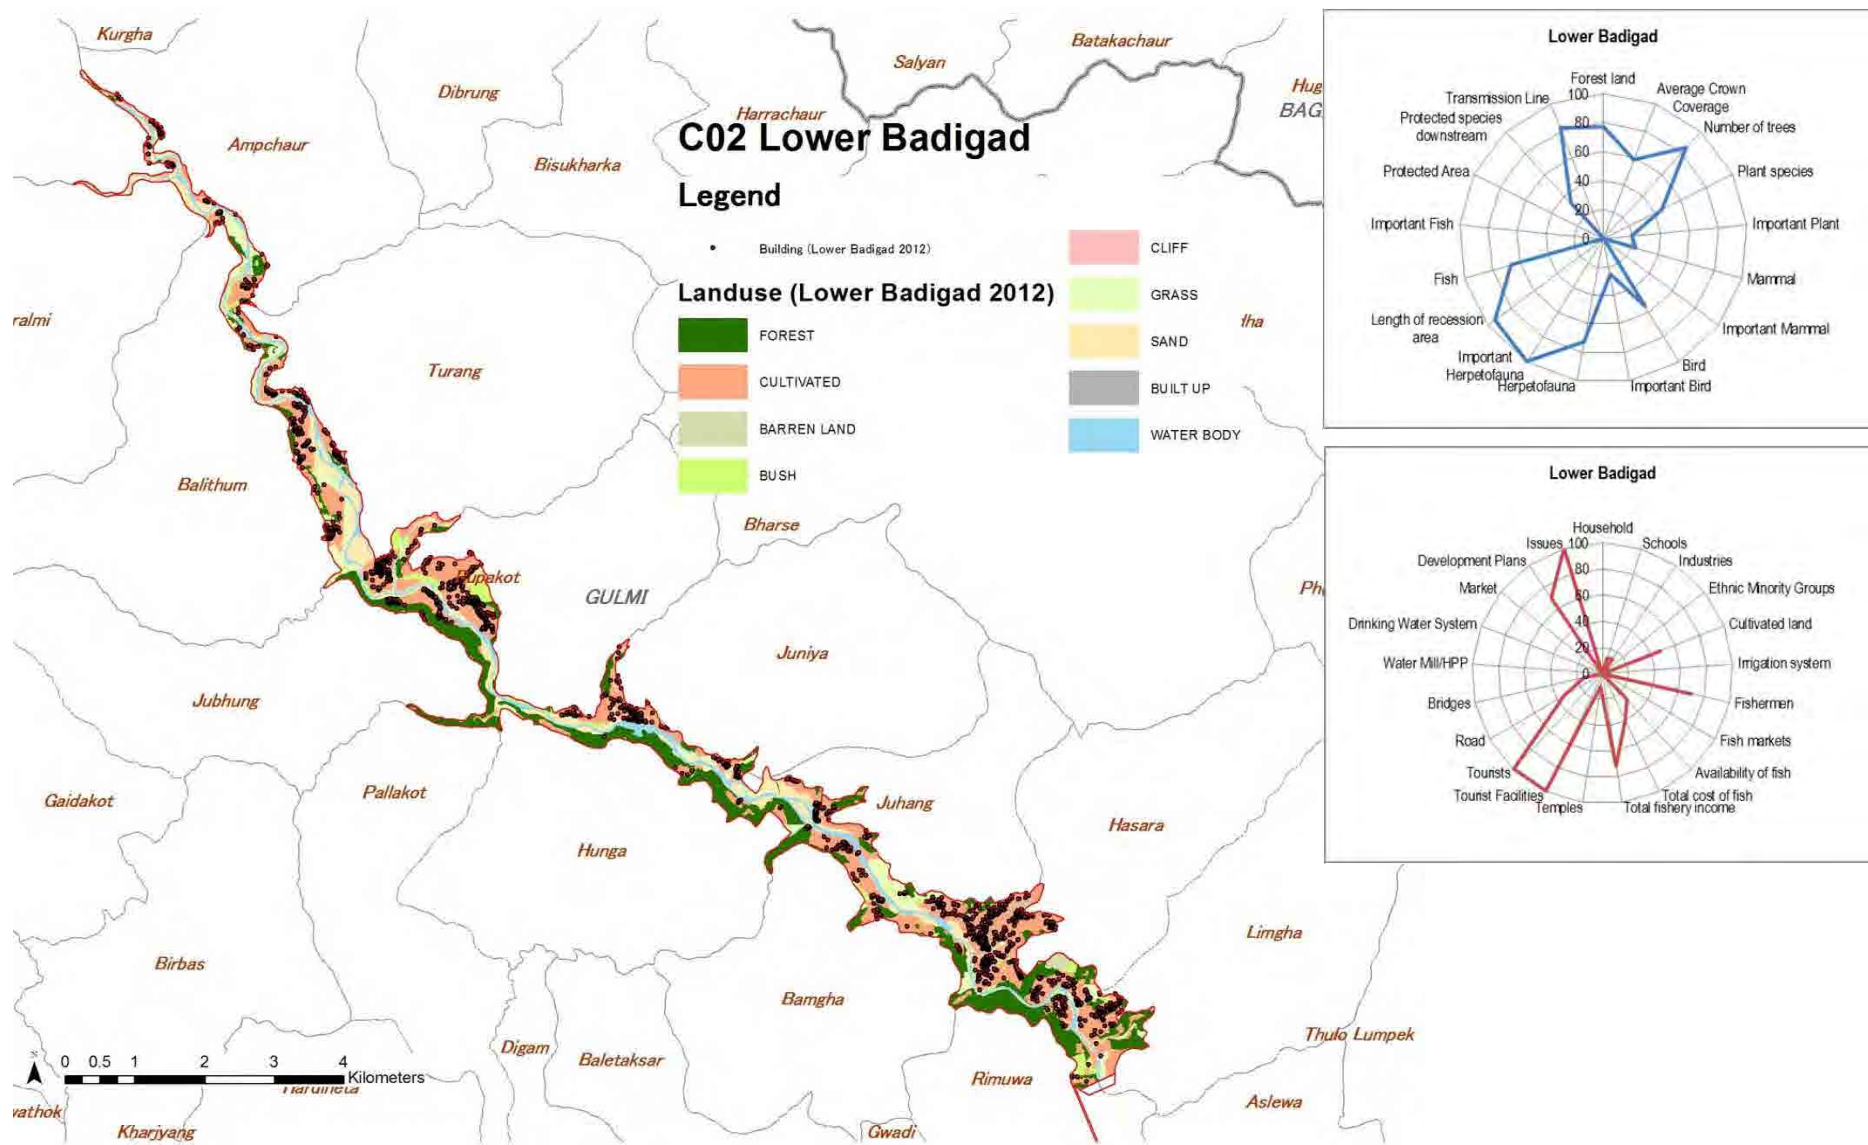 Kurgha
Dibrung
Ampchaur
Bisukharka
Harrachaur
Salyan
Batakachaur
Hug
BAG
ralmi
Turang
Balithum
Bharse
GULMI
Juniya
Jubhung
Gaidakot
Pallakot
Hunga
Juhang
Hasara
Birbas
Bamgha
Limgha
Digam
Baletaksar
Rimuwa
Thulo Lumpek
Aslewa
Gwadi
Kharjyang
vathok
C02 Lower Badigad
Legend
Building (Lower Badigad 2012)
Landuse (Lower Badigad 2012)
FOREST
CULTIVATED
BARREN LAND
BUSH
CLIFF
GRASS
SAND
BUILT UP
WATER BODY
0 0.5 1 2 3 4
Kilometers
Lower Badigad
Forest land
Average Crown
Coverage
Number of trees
Plant species
Important Plant
Mammal
Important Mammal
Bird
Important Bird
Herpetofauna
Important
Herpetofauna
Length of recession
area
Fish
Important Fish
Protected Area
Protected species
downstream
Transmission Line
100
80
60
40
20
0
Lower Badigad
Household
Schools
Industries
Ethnic Minority Groups
Cultivated land
Irrigation system
Fishermen
Fish markets
Availability of fish
Total cost of fish
Total fishery income
Temples
Tourist Facilities
Tourists
Road
Bridges
Water Mill/HPP
Drinking Water System
Market
Development Plans
Issues
100
80
60
40
20
0